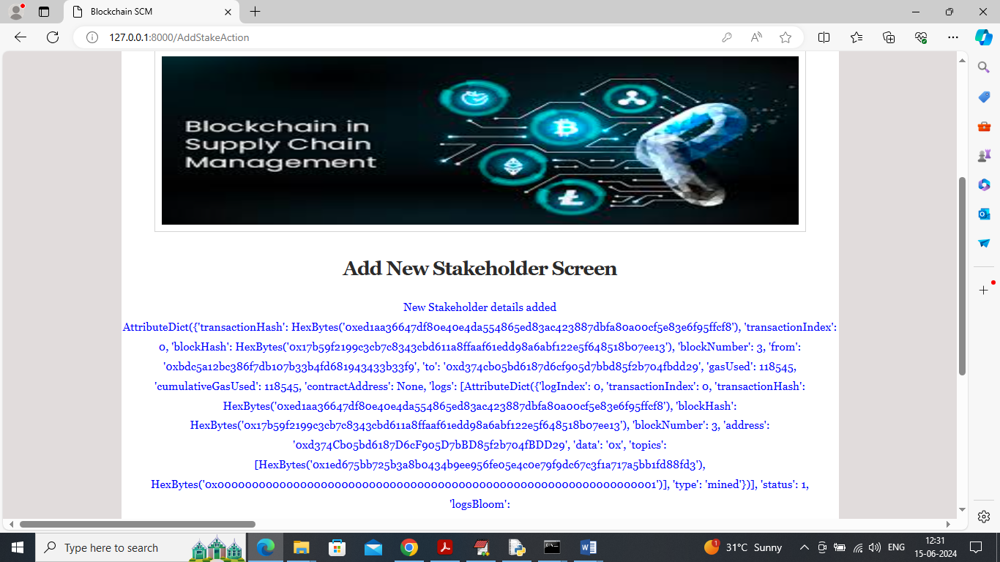 Blockchain SCM
127.0.0.1:8000/AddStakeAction
Blockchain in
Supply Chain
Management
Add New Stakeholder Screen
New Stakeholder details added
AttributeDict({'transactionHash': HexBytes('0xed1aa36647df80e40e4da554865ed83ac423887dbfa80a00cf5e83e6f95ffcf8'), 'transactionIndex':
0, 'blockHash': HexBytes('0x17b59f2199c3cb7c8343cbd611a8ffaaf61edd98a6abf122e5f648518b07ee13'), 'blockNumber': 3, 'from':
'0xbdc5a12bc386f7db107b33b4fd681943433b33f9', 'to': '0xd374cb05bd6187d6cf905d7bbd85f2b704fbdd29', 'gasUsed': 118545,
'cumulativeGasUsed': 118545, 'contractAddress': None, 'logs': [AttributeDict({'logIndex': 0, 'transactionIndex': 0, 'transactionHash':
HexBytes('0xed1aa36647df80e40e4da554865ed83ac423887dbfa80a00cf5e83e6f95ffcf8'), 'blockHash':
HexBytes('0x17b59f2199c3cb7c8343cbd611a8ffaaf61edd98a6abf122e5f648518b07ee13'), 'blockNumber': 3, 'address':
'0xd374Cb05bd6187D6cF905D7bBD85f2b704fBDD29', 'data': '0x', 'topics':
[HexBytes('0x1ed675bb725b3a8b0434b9ee956fe05e4c0e79f9dc67c3f1a717a5bb1fd88fd3'),
HexBytes('0x0000000000000000000000000000000000000000000000000000000000000001')], 'type': 'mined'})], 'status': 1,
'logsBloom':
Type here to search
1
31°C Sunny
ENG
12:31
15-06-2024